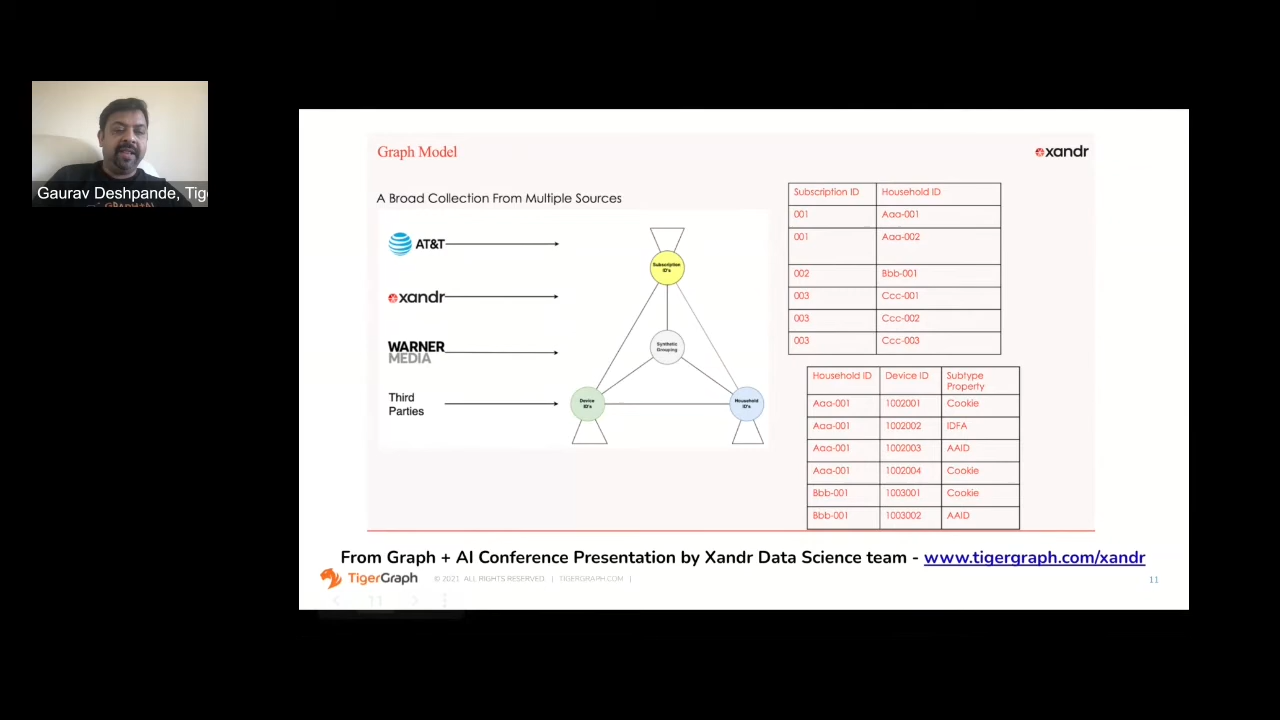 Gaurav Deshpande, Tig
Graph Model
xandr
A Broad Collection From Multiple Sources
AT&T
xandr
WARNER
MEDIA
Third
Parties
Subscription
ID's
Synthetic
Grouping
Device
ID's
Household
ID's
Subscription ID Household ID
001 Aaa-001
001 Aaa-002
002 Bbb-001
003 Ccc-001
003 Ccc-002
003 Ccc-003
Household ID Device ID Subtype
Property
Aaa-001 1002001 Cookie
Aaa-001 1002002 IDFA
Aaa-001 1002003 AAID
Aaa-001 1002004 Cookie
Bbb-001 1003001 Cookie
Bbb-001 1003002 AAID
From Graph + AI Conference Presentation by Xandr Data Science team - www.tigergraph.com/xandr
TigerGraph © 2021. ALL RIGHTS RESERVED. | TIGERGRAPH.COM | 11
11